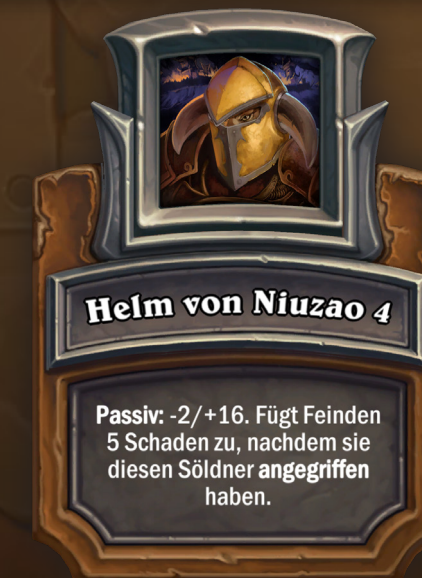 Helm von Niuzao 4
Passiv: -2/+16. Fügt Feinden
5 Schaden zu, nachdem sie
diesen Söldner angegriffen
haben.